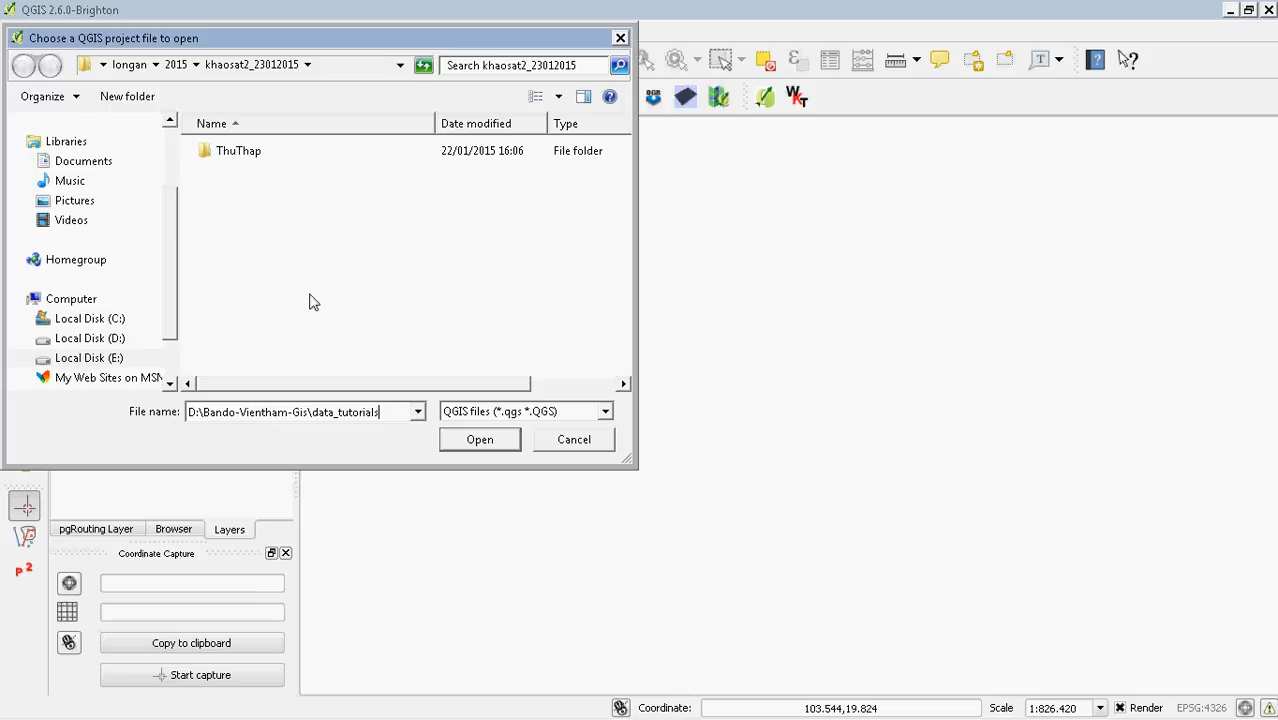 QGIS 2.6.0-Brighton
Choose a QGIS project file to open
longan 2015 khaosat2_23012015
Search khaosat2_23012015
Organize New folder
Name Date modified Type
ThuThap 22/01/2015 16:06 File folder
Libraries
Documents
Music
Pictures
Videos
Homegroup
Computer
Local Disk (C:)
Local Disk (D:)
Local Disk (E:)
My Web Sites on MSN
File name: D:\Bando-Vientham-Gis\data_tutorials QGIS files (*.qgs *.QGS)
Open Cancel
pgRouting Layer Browser Layers
Coordinate Capture
Copy to clipboard
Start capture
Coordinate: 103.544,19.824 Scale 1:826.420 Render EPSG:4326